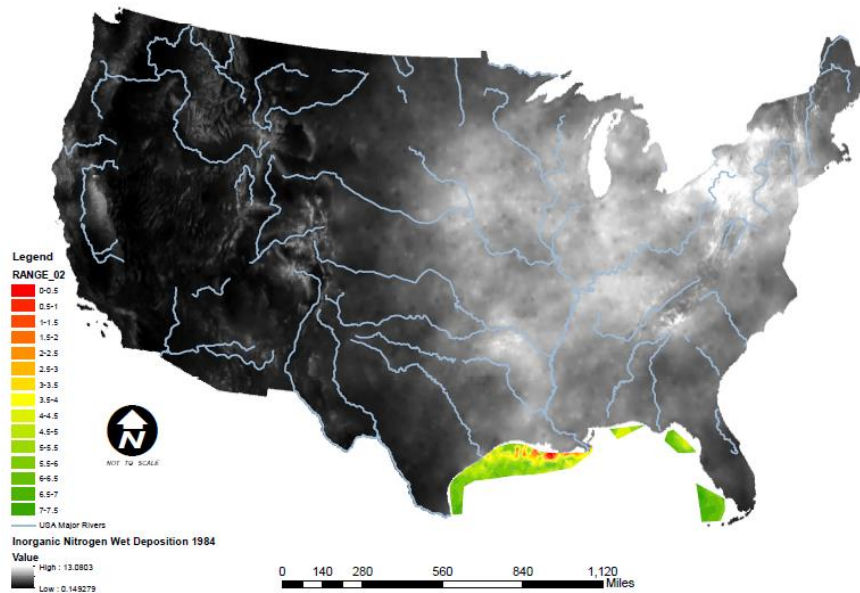 Legend
RANGE_02
0-0.5
0.5-1
1-1.5
1.5-2
2-2.5
2.5-3
3-3.5
3.5-4
4-4.5
4.5-5
5-5.5
5.5-6
6-6.5
6.5-7
7-7.5
USA Major Rivers
Inorganic Nitrogen Wet Deposition 1984
Value
High : 13.0803
Low : 0.149279
N
NOT TO SCALE
0 140 280 560 840 1,120
Miles